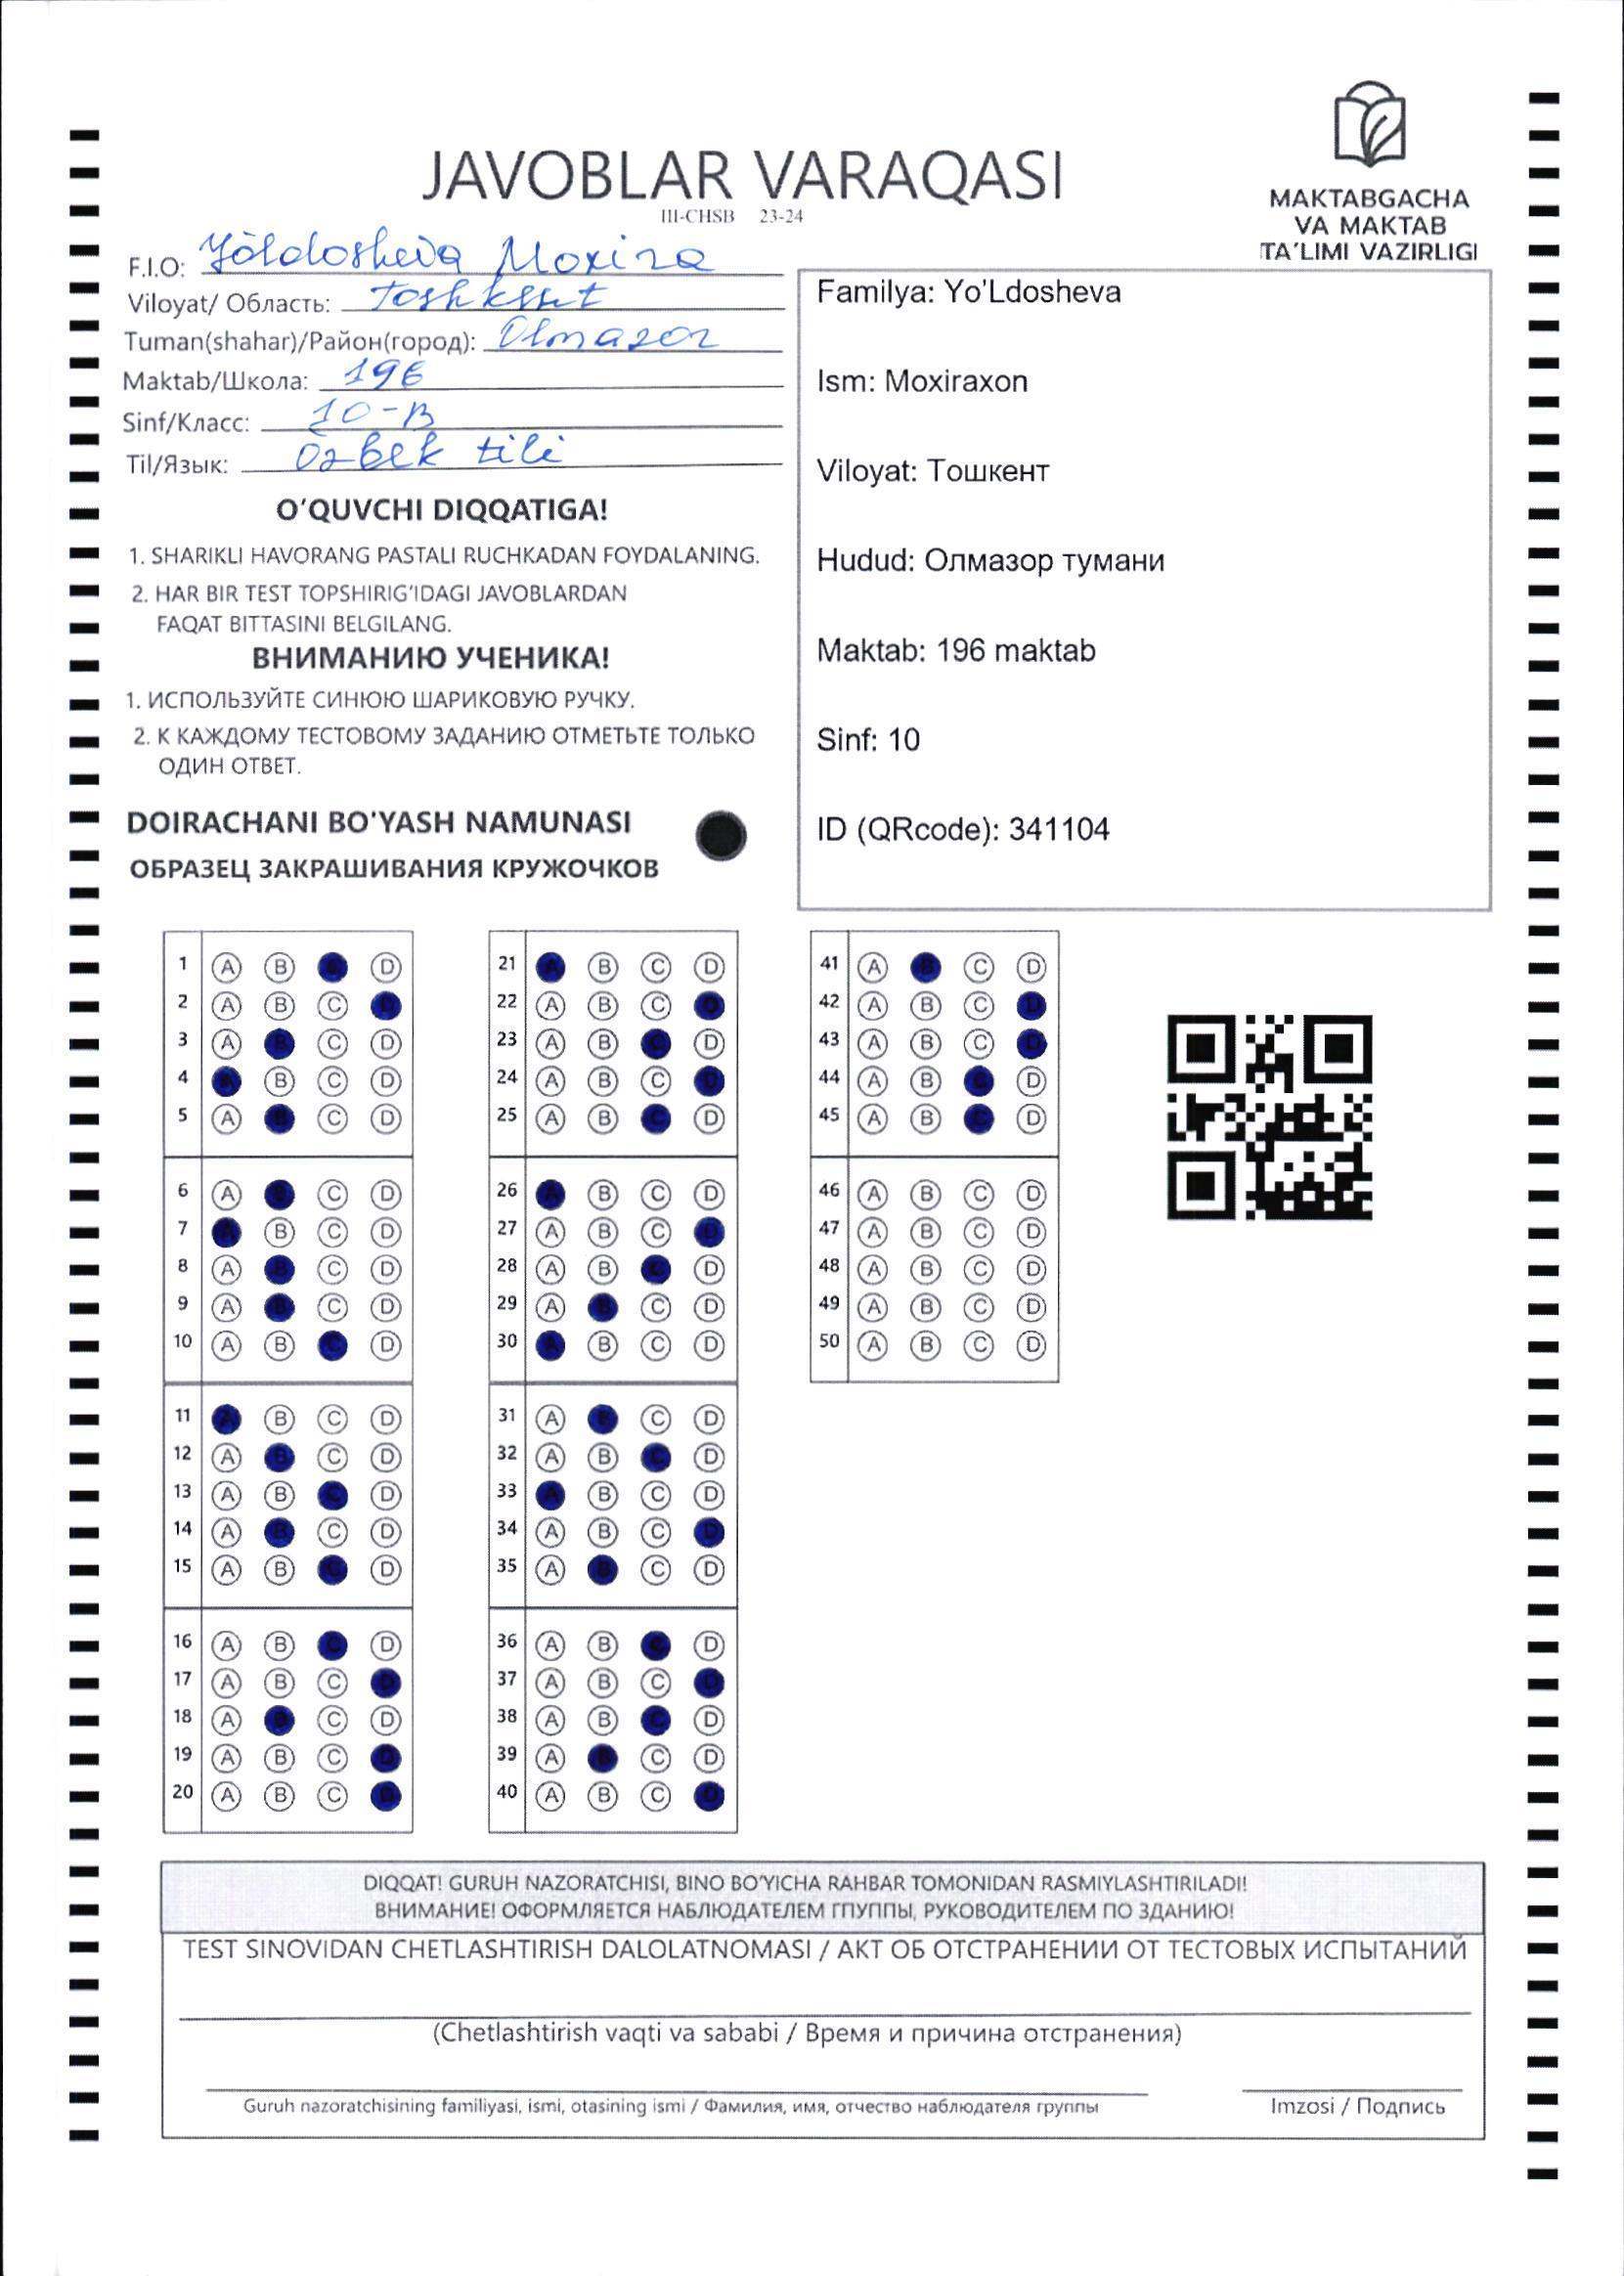 JAVOBLAR VARAQASI
III-CHSB 23-24
MAKTABGACHA
VA MAKTAB
TA'LIMI VAZIRLIGI
F.I.O: Yöldosheva Moxira
Viloyat/ Область: Toshkent
Tuman(shahar)/Район(город): Olmazor
Maktab/Школа: 196
Sinf/Класс: 10-B
Til/Язык: Özbek tili
O'QUVCHI DIQQATIGA!
1. SHARIKLI HAVORANG PASTALI RUCHKADAN FOYDALANING.
2. HAR BIR TEST TOPSHIRIG'IDAGI JAVOBLARDAN
FAQAT BITTASINI BELGILANG.
ВНИМАНИЮ УЧЕНИКА!
1. ИСПОЛЬЗУЙТЕ СИНЮЮ ШАРИКОВУЮ РУЧКУ.
2. К КАЖДОМУ ТЕСТОВОМУ ЗАДАНИЮ ОТМЕТЬТЕ ТОЛЬКО
ОДИН ОТВЕТ.
DOIRACHANI BO'YASH NAMUNASI
ОБРАЗЕЦ ЗАКРАШИВАНИЯ КРУЖОЧКОВ
Familya: Yo'Ldosheva
Ism: Moxiraxon
Viloyat: Тошкент
Hudud: Олмазор тумани
Maktab: 196 maktab
Sinf: 10
ID (QRcode): 341104
1 A B C D
2 A B C D
3 A B C D
4 A B C D
5 A B C D
6 A B C D
7 A B C D
8 A B C D
9 A B C D
10 A B C D
11 A B C D
12 A B C D
13 A B C D
14 A B C D
15 A B C D
16 A B C D
17 A B C D
18 A B C D
19 A B C D
20 A B C D
21 A B C D
22 A B C D
23 A B C D
24 A B C D
25 A B C D
26 A B C D
27 A B C D
28 A B C D
29 A B C D
30 A B C D
31 A B C D
32 A B C D
33 A B C D
34 A B C D
35 A B C D
36 A B C D
37 A B C D
38 A B C D
39 A B C D
40 A B C D
41 A B C D
42 A B C D
43 A B C D
44 A B C D
45 A B C D
46 A B C D
47 A B C D
48 A B C D
49 A B C D
50 A B C D
DIQQAT! GURUH NAZORATCHISI, BINO BO'YICHA RAHBAR TOMONIDAN RASMIYLASHTIRILADI!
ВНИМАНИЕ! ОФОРМЛЯЕТСЯ НАБЛЮДАТЕЛЕМ ГПУППЫ, РУКОВОДИТЕЛЕМ ПО ЗДАНИЮ!
TEST SINOVIDAN CHETLASHTIRISH DALOLATNOMASI / АКТ ОБ ОТСТРАНЕНИИ ОТ ТЕСТОВЫХ ИСПЫТАНИЙ
(Chetlashtirish vaqti va sababi / Время и причина отстранения)
Guruh nazoratchisining familiyasi, ismi, otasining ismi / Фамилия, имя, отчество наблюдателя группы
Imzosi / Подпись